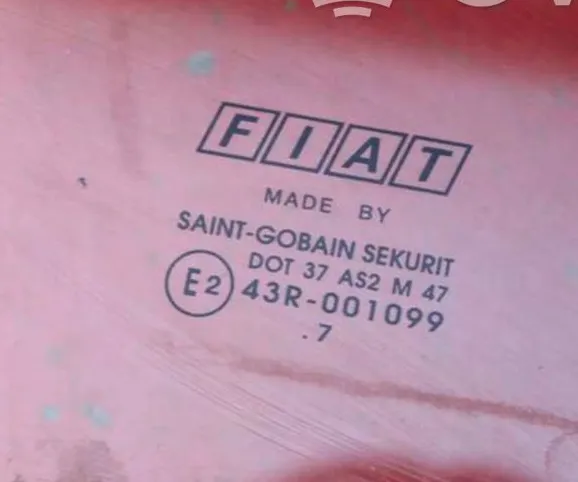 FIAT
MADE BY
SAINT-GOBAIN SEKURIT
DOT 37 AS2 M 47
E2 43R-001099
.7